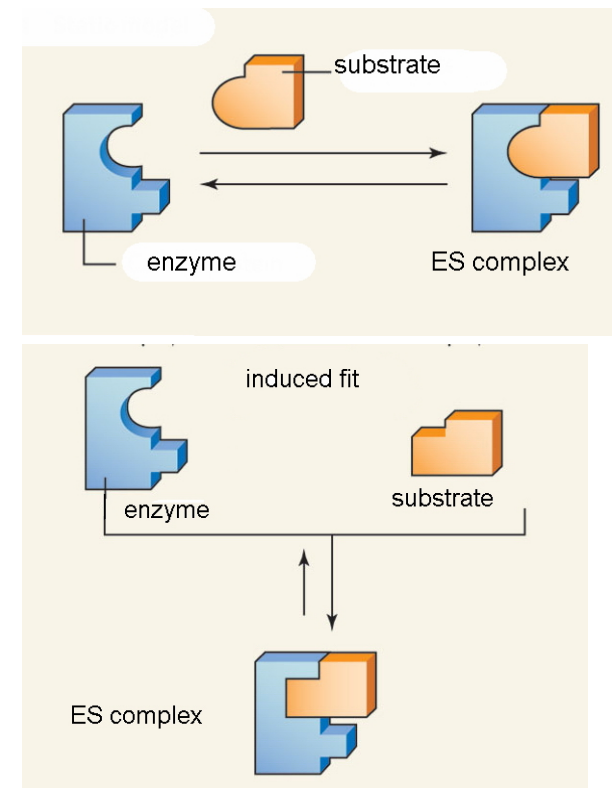 substrate
enzyme
ES complex
induced fit
substrate
enzyme
ES complex